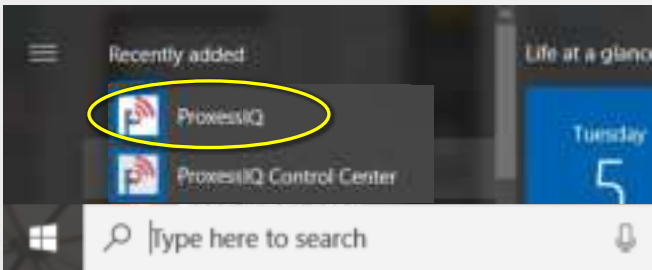 Recently added
Life at a glance
ProxessIQ
Tuesday
ProxessIQ Control Center
5
Type here to search